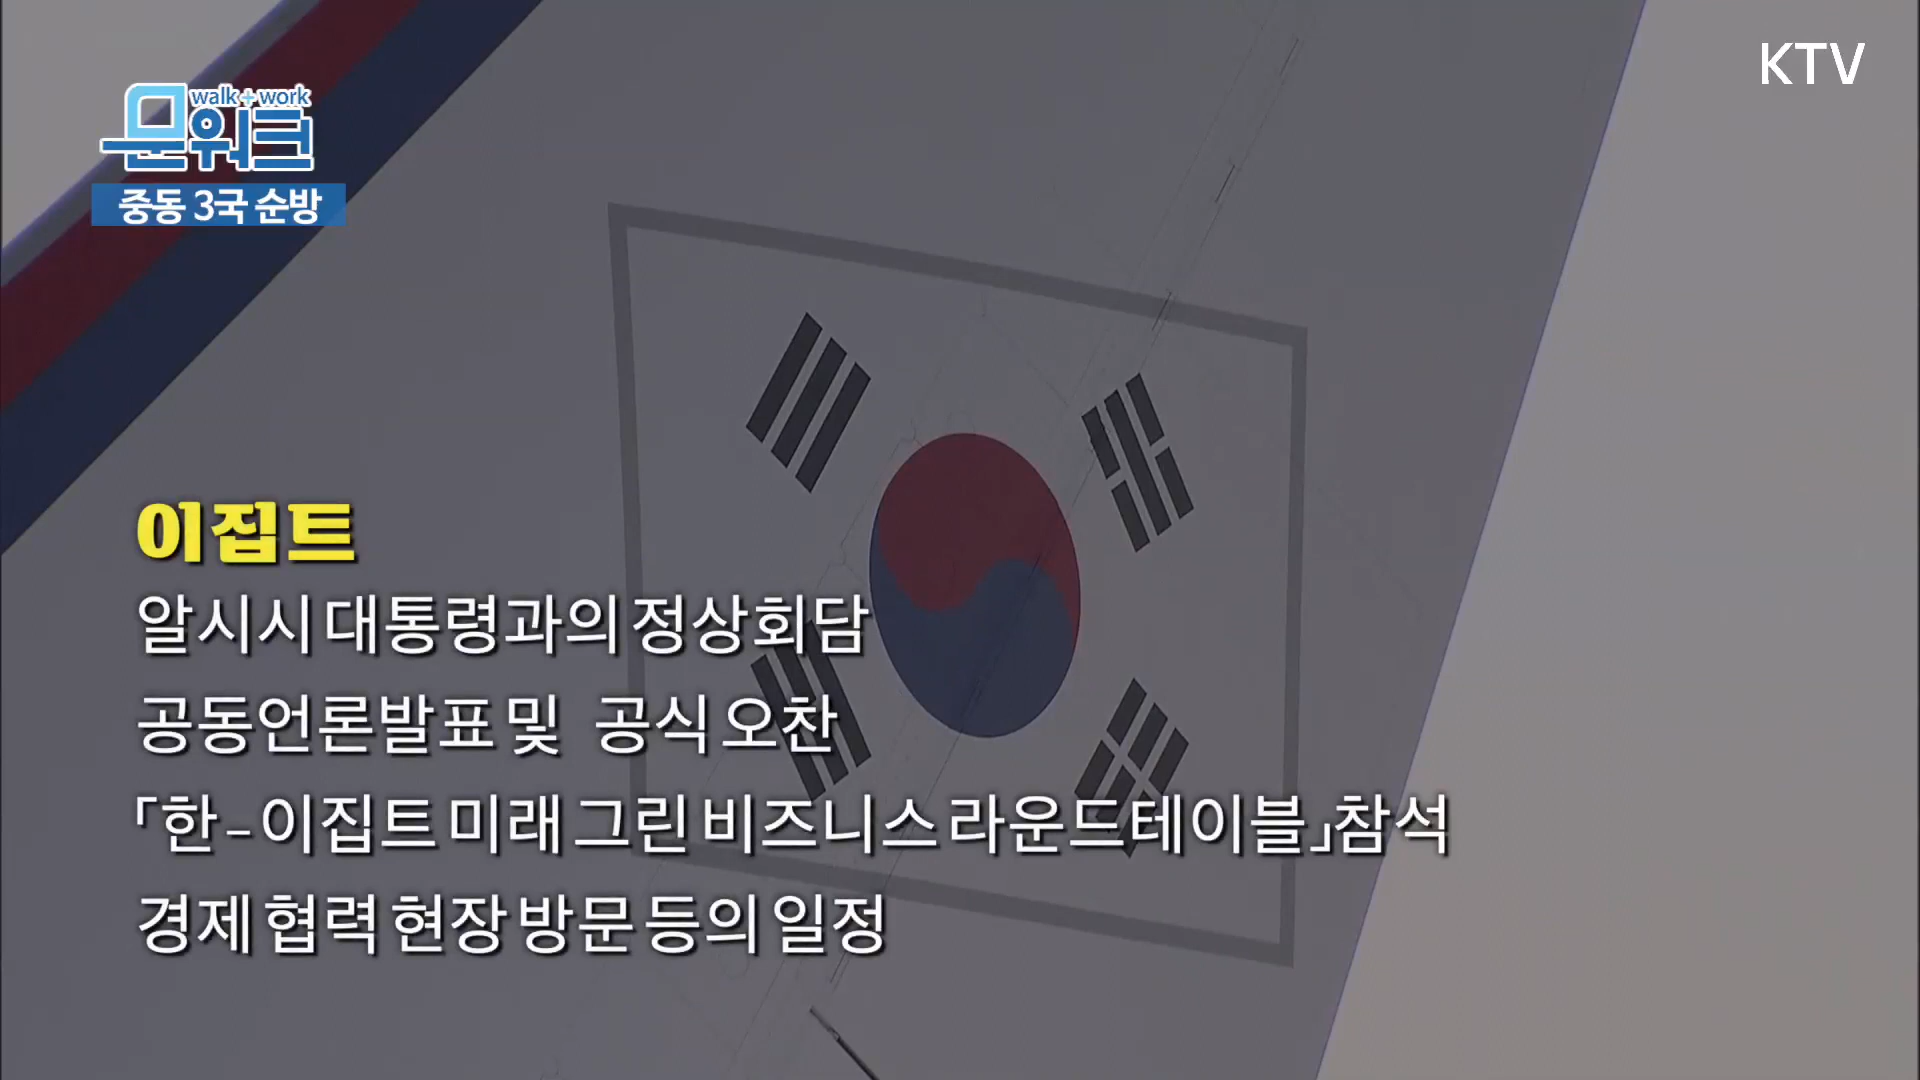 KTV
walk+work
문워크
중동 3국 순방
이집트
알시시 대통령과의 정상회담
공동언론발표 및 공식 오찬
「한-이집트 미래 그린 비즈니스 라운드테이블」참석
경제 협력 현장 방문 등의 일정